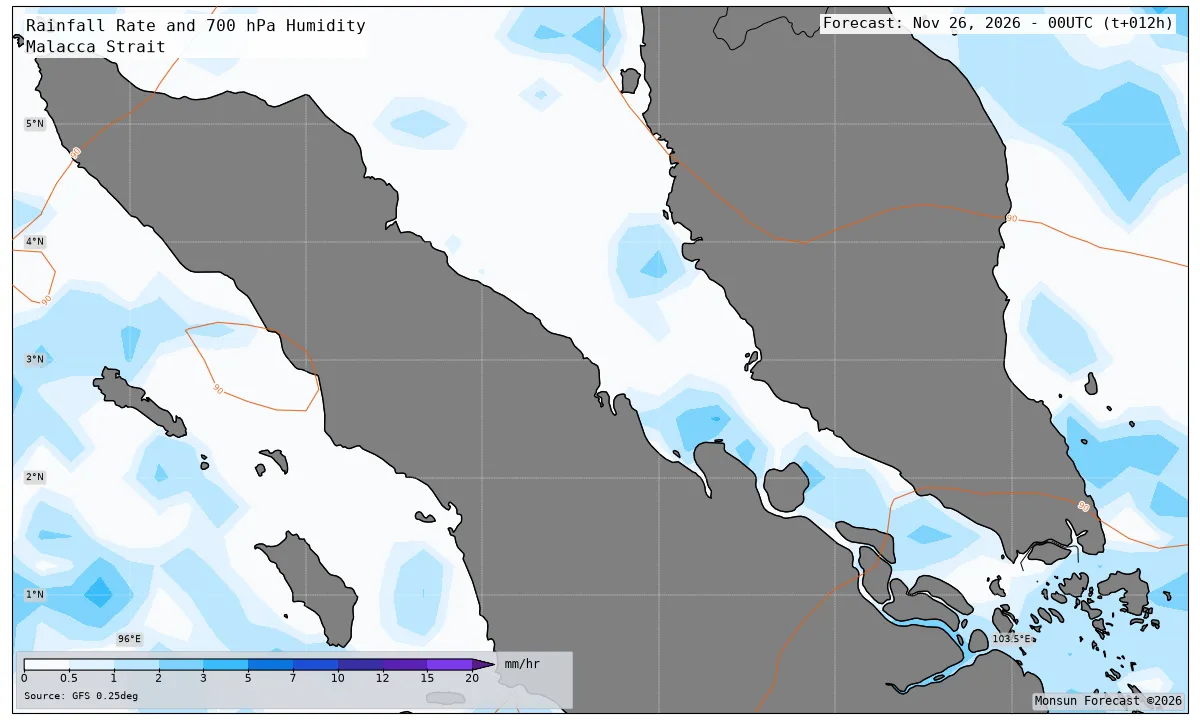 Rainfall Rate and 700 hPa Humidity
Malacca Strait
Forecast: Nov 26, 2026 - 00UTC (t+012h)
5°N
90
4°N
90
90
3°N
90
2°N
90
1°N
96°E
103.5°E
mm/hr
0 0.5 1 2 3 5 7 10 12 15 20
Source: GFS 0.25deg
Monsun Forecast ©2026